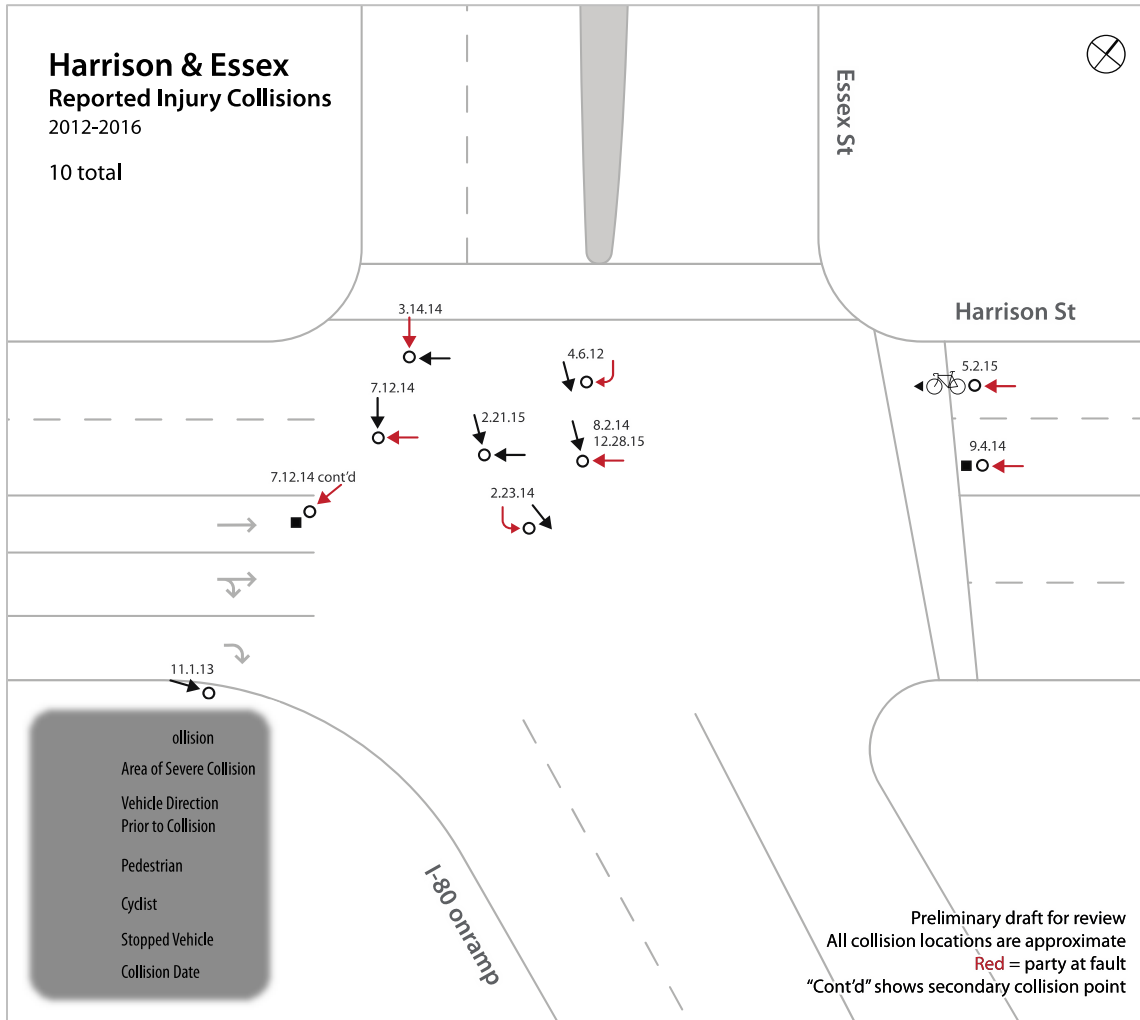 Harrison & Essex
Reported Injury Collisions
2012-2016
10 total
Essex St
Harrison St
3.14.14
4.6.12
5.2.15
7.12.14
2.21.15
8.2.14
12.28.15
9.4.14
7.12.14 cont'd
2.23.14
11.1.13
ollision
Area of Severe Collision
Vehicle Direction
Prior to Collision
Pedestrian
Cyclist
Stopped Vehicle
Collision Date
I-80 onramp
Preliminary draft for review
All collision locations are approximate
Red = party at fault
“Cont’d” shows secondary collision point